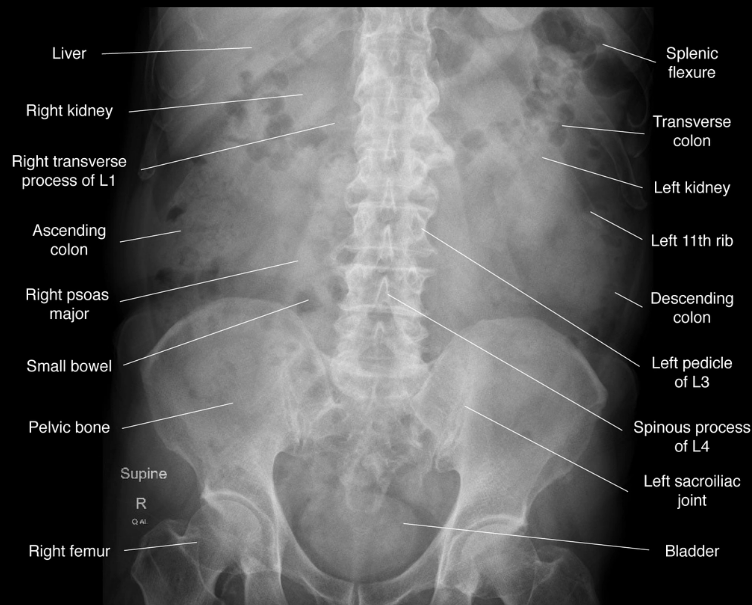 Liver
Right kidney
Right transverse
process of L1
Ascending
colon
Right psoas
major
Small bowel
Pelvic bone
Supine
R
Q AL
Right femur
Splenic
flexure
Transverse
colon
Left kidney
Left 11th rib
Descending
colon
Left pedicle
of L3
Spinous process
of L4
Left sacroiliac
joint
Bladder